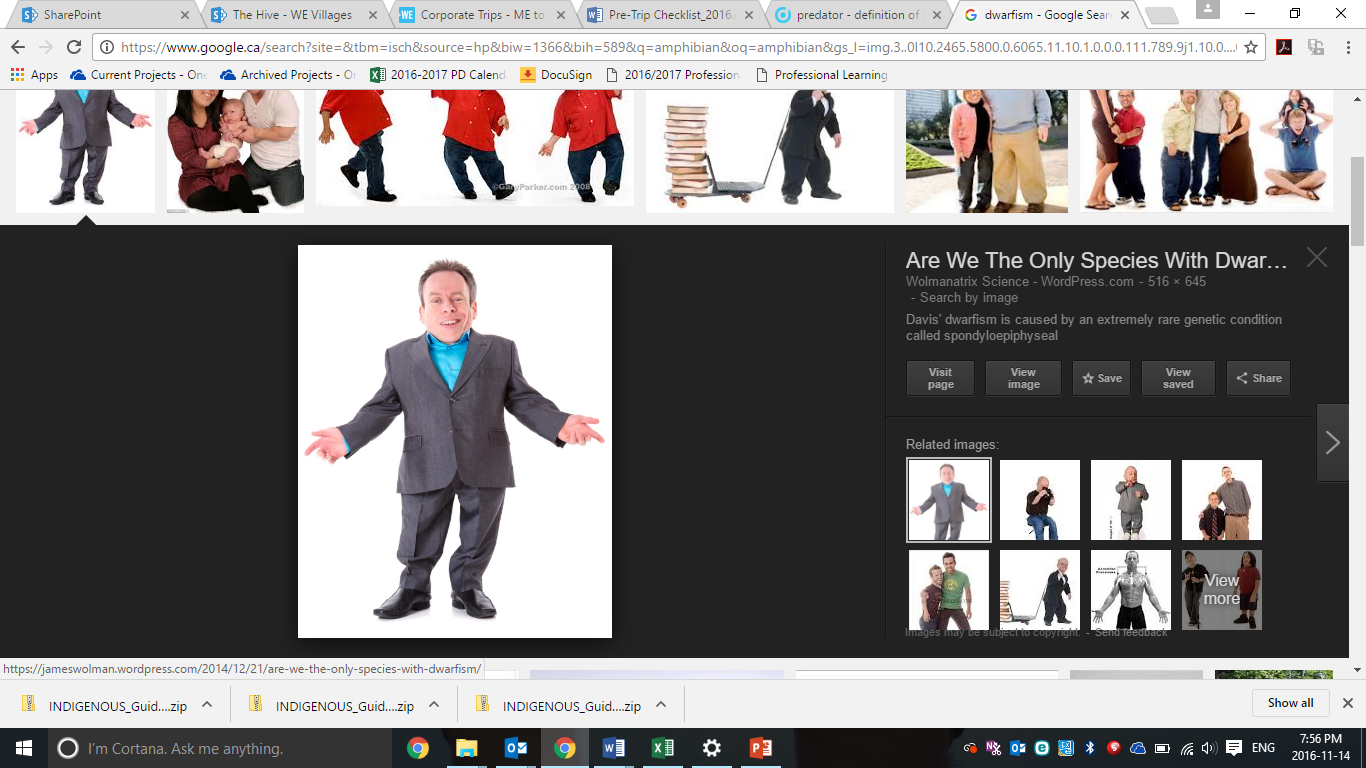 SharePoint
The Hive - WE Villages
Corporate Trips - ME to
Pre-Trip Checklist_2016.
predator - definition of
dwarfism - Google Sear
https://www.google.ca/search?site=&tbm=isch&source=hp&biw=1366&bih=589&q=amphibian&oq=amphibian&gs_l=img.3..0l10.2465.5800.0.6065.11.10.1.0.0.0.111.789.9j1.10.0....0
Apps
Current Projects - One
Archived Projects - On
2016-2017 PD Calend
DocuSign
2016/2017 Profession
Professional Learning
©GaryParker.com 2008
Are We The Only Species With Dwar…
Wolmanatrix Science - WordPress.com - 516 × 645
- Search by image
Davis' dwarfism is caused by an extremely rare genetic condition
called spondyloepiphyseal
Visit
page
View
image
Save
View
saved
Share
Related images:
View
more
Images may be subject to copyright. - Send feedback
https://jameswolman.wordpress.com/2014/12/21/are-we-the-only-species-with-dwarfism/
INDIGENOUS_Guid....zip
INDIGENOUS_Guid....zip
INDIGENOUS_Guid....zip
Show all
I'm Cortana. Ask me anything.
ENG
7:56 PM
2016-11-14